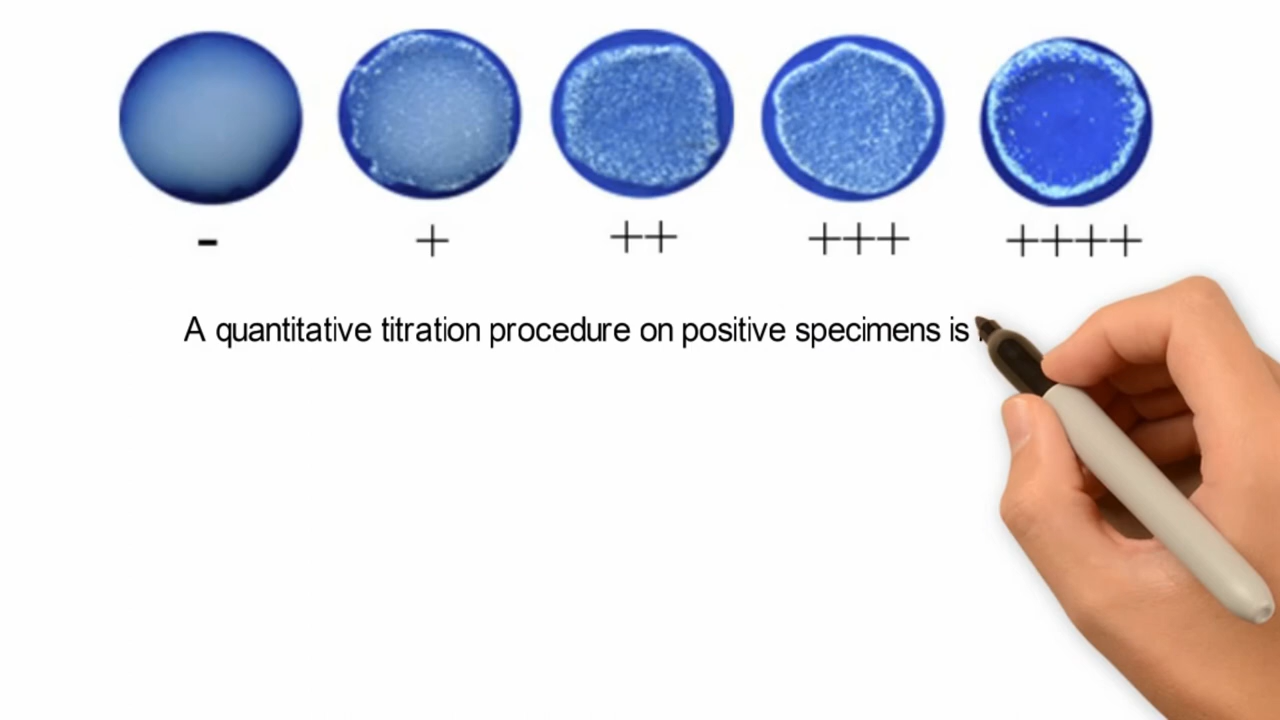 - + ++ +++ ++++
A quantitative titration procedure on positive specimens is